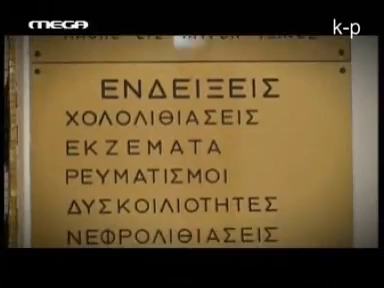 MEGA
k-p
ΕΝΔΕΙΞΕΙΣ
ΧΟΛΟΛΙΘΙΑΣΕΙΣ
ΕΚΖΕΜΑΤΑ
ΡΕΥΜΑΤΙΣΜΟΙ
ΔΥΣΚΟΙΛΙΟΤΗΤΕΣ
ΝΕΦΡΟΛΙΘΙΑΣΕΙΣ